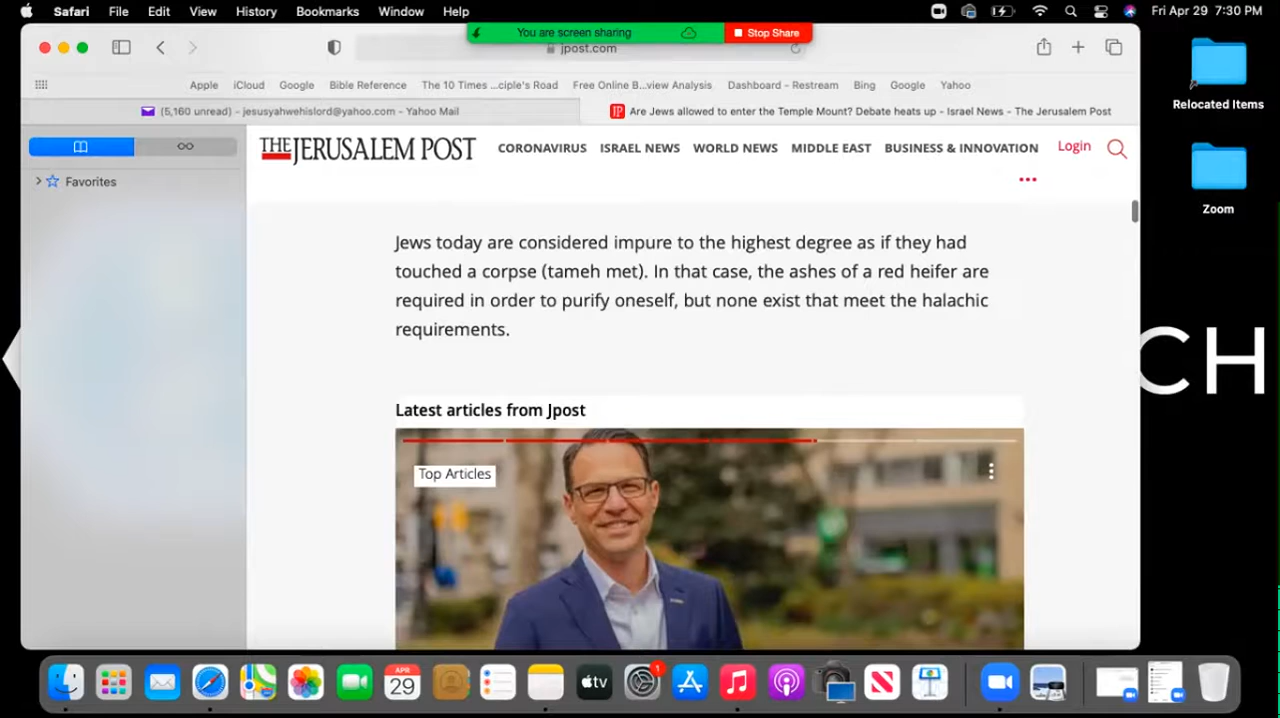 Safari File Edit View History Bookmarks Window Help Fri Apr 29 7:30 PM
You are screen sharing Stop Share
jpost.com
Apple iCloud Google Bible Reference The 10 Times ...ciple's Road Free Online B...view Analysis Dashboard – Restream Bing Google Yahoo
(5,160 unread) - jesusyahwehislord@yahoo.com – Yahoo Mail
JP Are Jews allowed to enter the Temple Mount? Debate heats up - Israel News - The Jerusalem Post
Relocated Items
Zoom
Favorites
THE JERUSALEM POST
CORONAVIRUS ISRAEL NEWS WORLD NEWS MIDDLE EAST BUSINESS & INNOVATION Login
Jews today are considered impure to the highest degree as if they had
touched a corpse (tameh met). In that case, the ashes of a red heifer are
required in order to purify oneself, but none exist that meet the halachic
requirements.
Latest articles from Jpost
Top Articles
CH
APR
29
tv
1